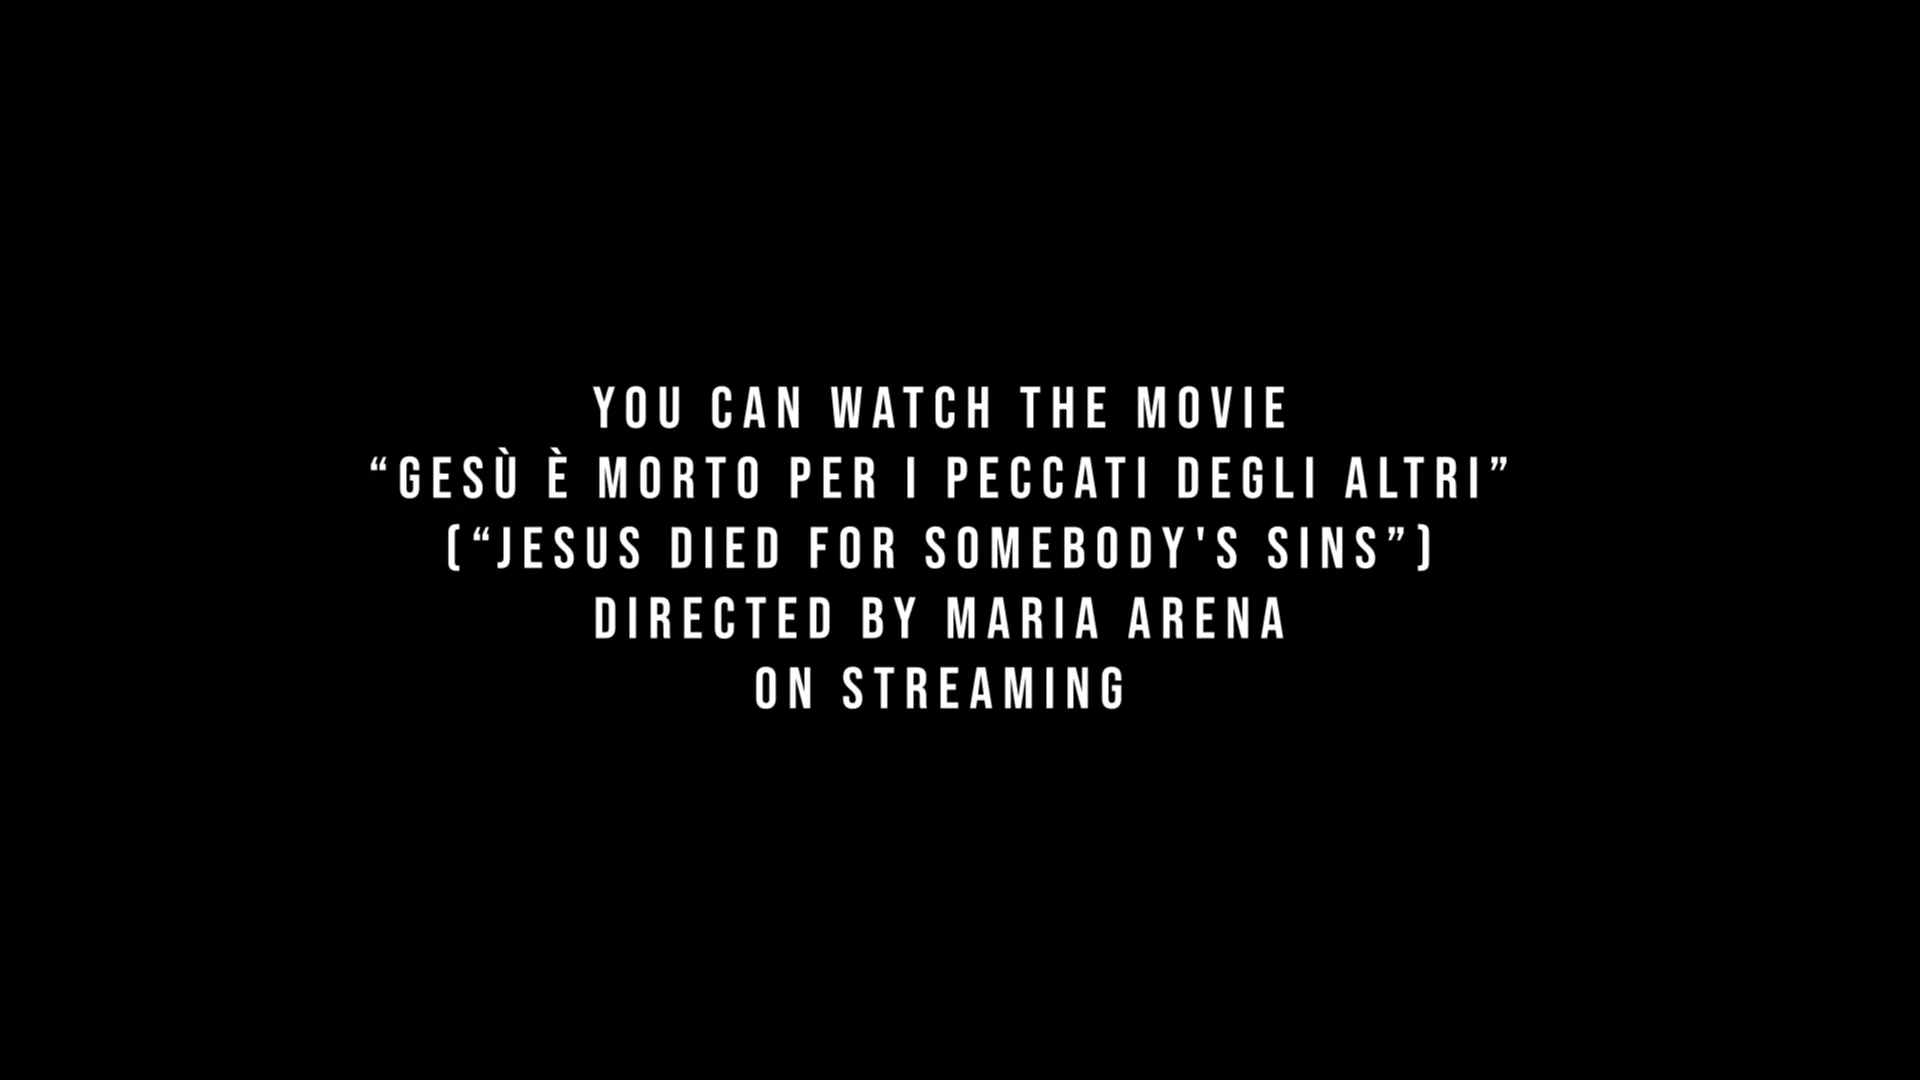 YOU CAN WATCH THE MOVIE
“GESÙ È MORTO PER I PECCATI DEGLI ALTRI”
(“JESUS DIED FOR SOMEBODY'S SINS”)
DIRECTED BY MARIA ARENA
ON STREAMING